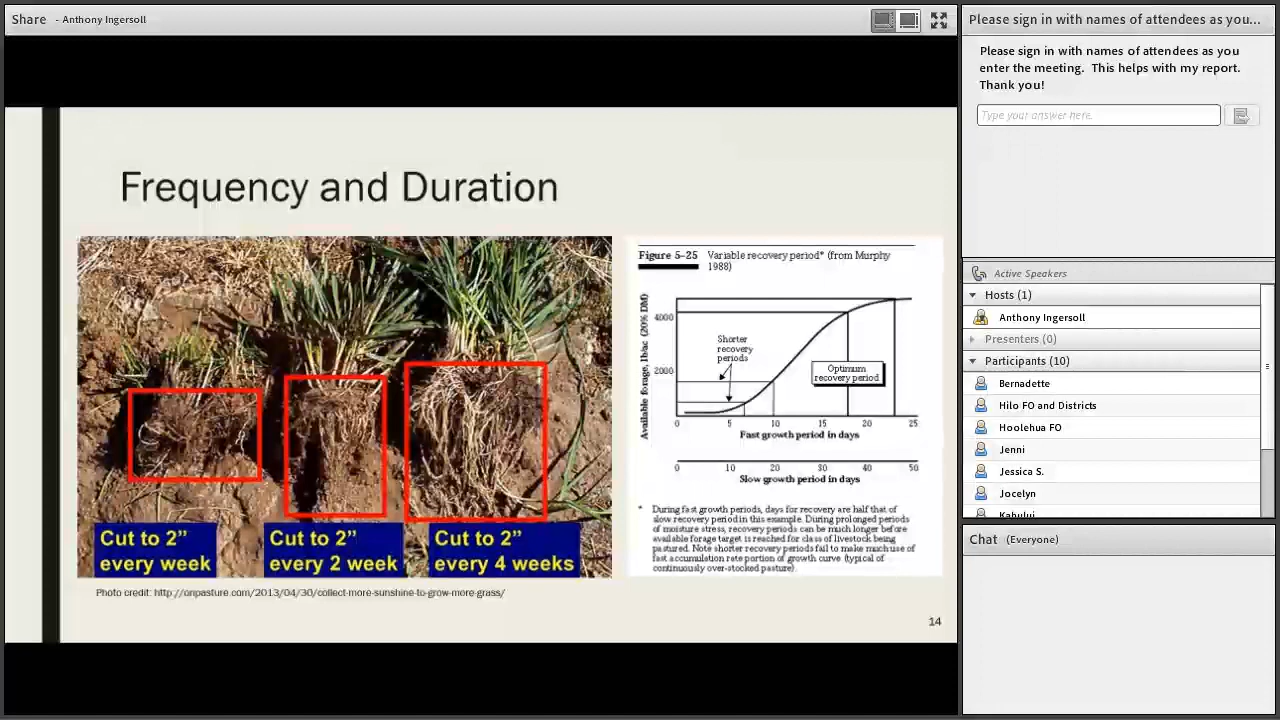 Share - Anthony Ingersoll
Frequency and Duration
Cut to 2”
every week
Cut to 2”
every 2 week
Cut to 2”
every 4 weeks
Photo credit: http://onpasture.com/2013/04/30/collect-more-sunshine-to-grow-more-grass/
Figure 5–25 Variable recovery period* (from Murphy
1988)
Available forage, lb/ac (20% DM)
4000
2000
Shorter
recovery
periods
Optimum
recovery period
0 5 10 15 20 25
Fast growth period in days
0 10 20 30 40 50
Slow growth period in days
* During fast growth periods, days for recovery are half that of
slow recovery period in this example. During prolonged periods
of moisture stress, recovery periods can be much longer before
available forage target is reached for class of livestock being
pastured. Note shorter recovery periods fail to make much use of
fast accumulation rate portion of growth curve (typical of
continuously over-stocked pasture).
14
Please sign in with names of attendees as you...
Please sign in with names of attendees as you
enter the meeting. This helps with my report.
Thank you!
Type your answer here.
Active Speakers
Hosts (1)
Anthony Ingersoll
Presenters (0)
Participants (10)
Bernadette
Hilo FO and Districts
Hoolehua FO
Jenni
Jessica S.
Jocelyn
Kahului
Chat (Everyone)